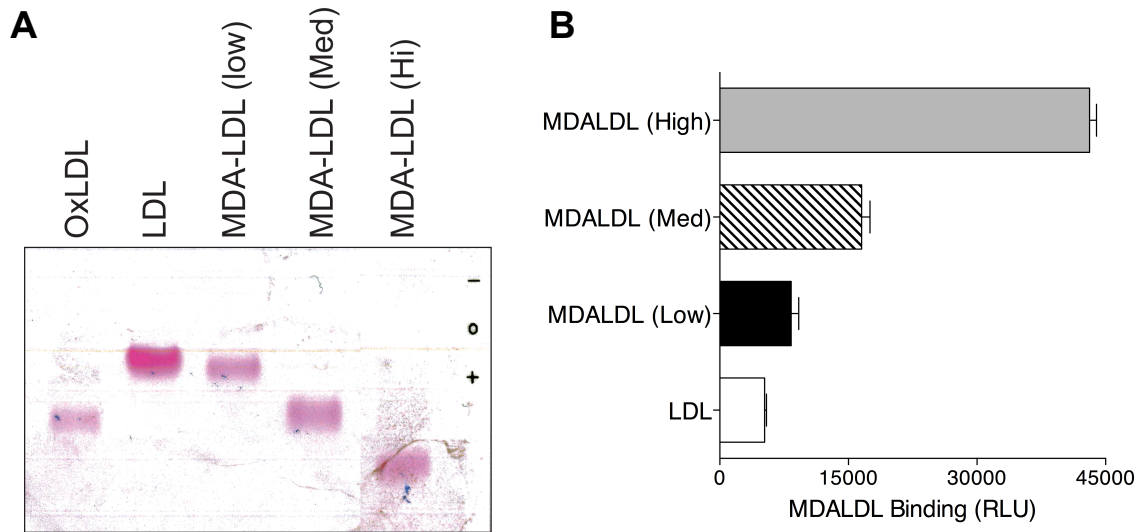 A
OxLDL
LDL
MDA-LDL (low)
MDA-LDL (Med)
MDA-LDL (Hi)
–
o
+
B
MDALDL (High)
MDALDL (Med)
MDALDL (Low)
LDL
0 15000 30000 45000
MDALDL Binding (RLU)